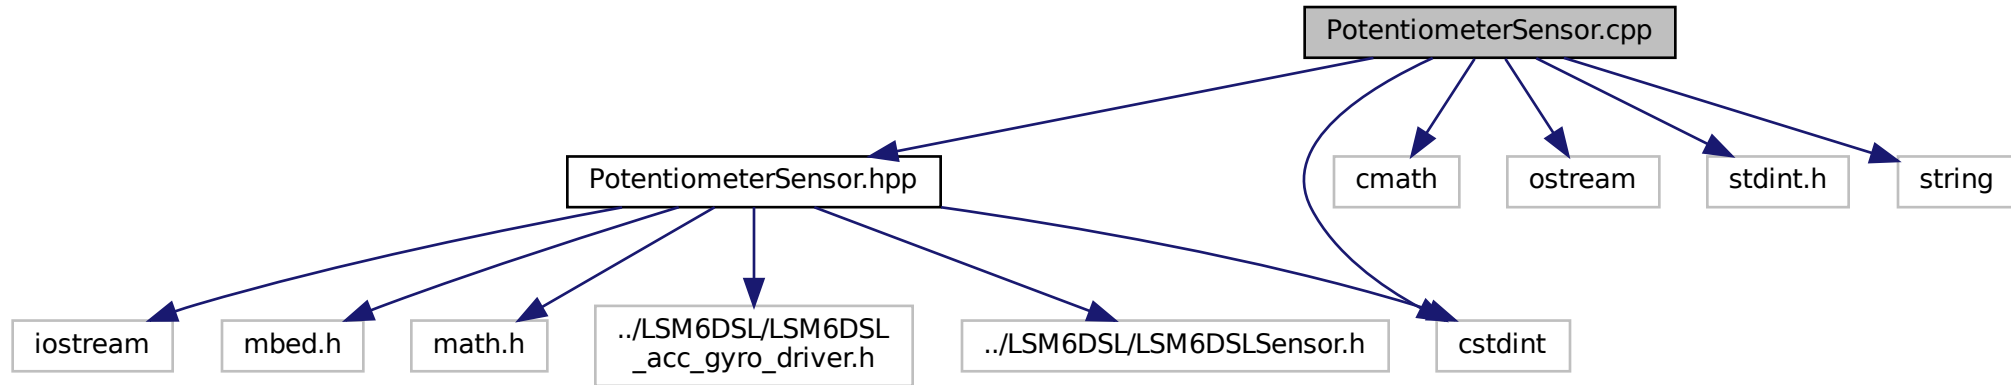 PotentiometerSensor.cpp
PotentiometerSensor.hpp
cmath
ostream
stdint.h
string
iostream
mbed.h
math.h
../LSM6DSL/LSM6DSL
_acc_gyro_driver.h
../LSM6DSL/LSM6DSLSensor.h
cstdint